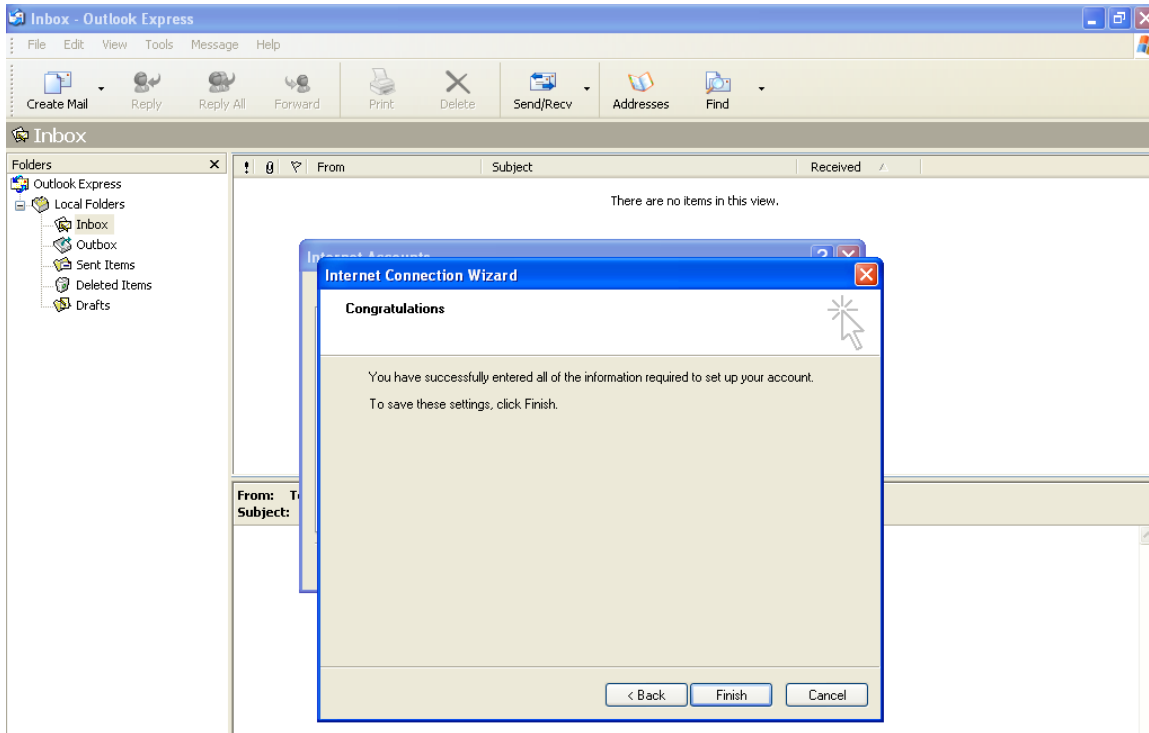 Inbox - Outlook Express
File Edit View Tools Message Help
Create Mail Reply Reply All Forward Print Delete Send/Recv Addresses Find
Inbox
Folders
! From Subject Received
Outlook Express
Local Folders
Inbox
Outbox
Sent Items
Deleted Items
Drafts
There are no items in this view.
Internet Accounts
Internet Connection Wizard
Congratulations
You have successfully entered all of the information required to set up your account.
To save these settings, click Finish.
From:
Subject:
< Back Finish Cancel